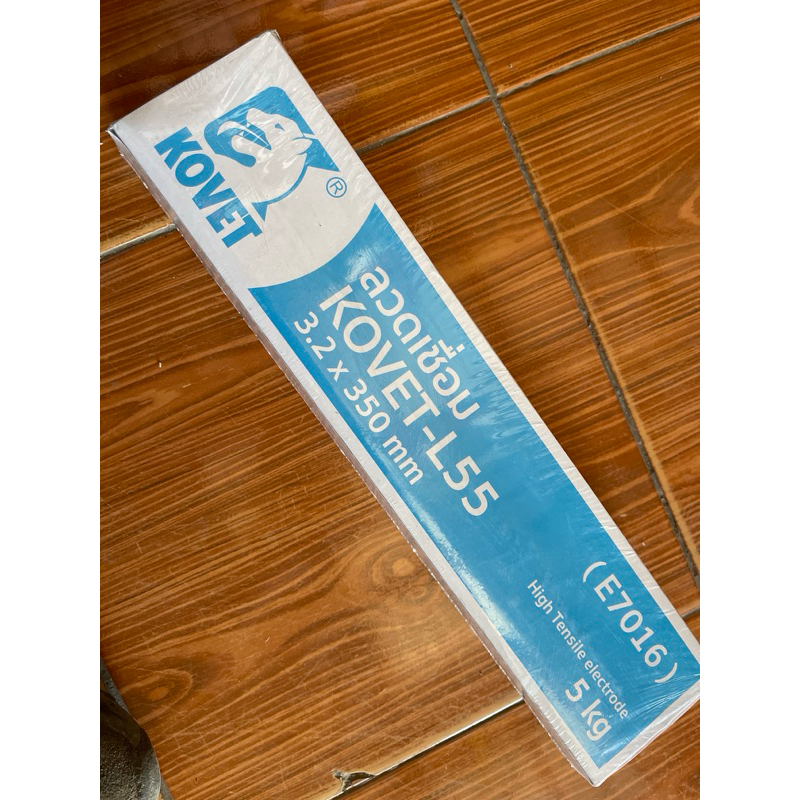 KOVET
®
ลวดเชื่อม
KOVET-L55
3.2 x 350 mm
( E7016 )
High Tensile electrode
5 kg